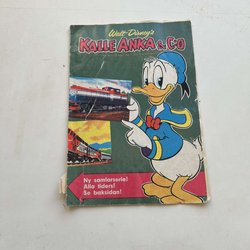 Walt Disney's
KALLE ANKA & C:O
Ny samlarserie!
Alla tiders!
Se baksidan!